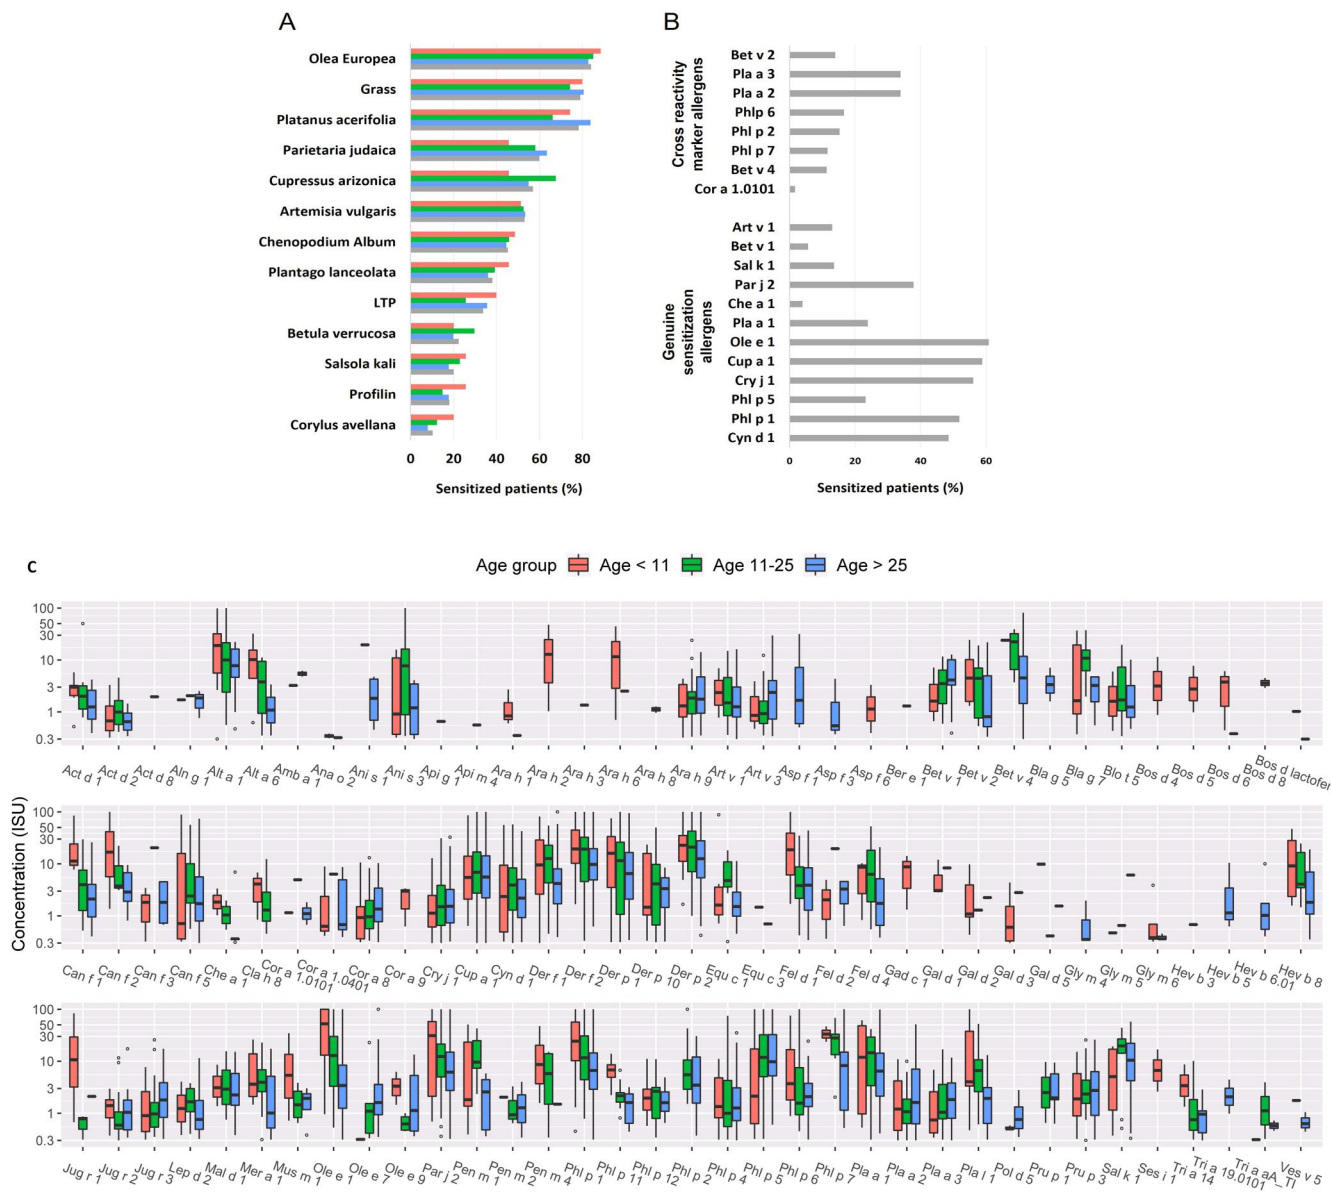 A
Olea Europea
Grass
Platanus acerifolia
Parietaria judaica
Cupressus arizonica
Artemisia vulgaris
Chenopodium Album
Plantago lanceolata
LTP
Betula verrucosa
Salsola kali
Profilin
Corylus avellana
0 20 40 60 80
Sensitized patients (%)
B
Cross reactivity
marker allergens
Bet v 2
Pla a 3
Pla a 2
Phlp 6
Phl p 2
Phl p 7
Bet v 4
Cor a 1.0101
Genuine
sensitization
allergens
Art v 1
Bet v 1
Sal k 1
Par j 2
Che a 1
Pla a 1
Ole e 1
Cup a 1
Cry j 1
Phl p 5
Phl p 1
Cyn d 1
0 20 40 60
Sensitized patients (%)
c
Age group Age < 11 Age 11-25 Age > 25
Concentration (ISU)
100
30
10
3
1
0.3
Act d 1 Act d 2 Act d 8 Aln g 1 Alt a 1 Alt a 6 Amb a 1 Ana o 2 Ani s 1 Ani s 3 Api g 1 Api m 4 Ara h 1 Ara h 2 Ara h 3 Ara h 6 Ara h 8 Ara h 9 Art v 1 Art v 3 Asp f 1 Asp f 3 Asp f 6 Ber e 1 Bet v 1 Bet v 2 Bet v 4 Bla g 5 Bla g 7 Blo t 5 Bos d 4 Bos d 5 Bos d 6 Bos d 8 Bos d lactofer
100
30
10
3
1
0.3
Can f 1 Can f 2 Can f 3 Can f 5 Che a 1 Cla h 8 Cor a 1.0101 Cor a 1.0401 Cor a 8 Cor a 9 Cry j 1 Cup a 1 Cyn d 1 Der f 1 Der f 2 Der p 1 Der p 10 Der p 2 Equ c 1 Equ c 3 Fel d 1 Fel d 2 Fel d 4 Gad c 1 Gal d 1 Gal d 2 Gal d 3 Gal d 5 Gly m 4 Gly m 5 Gly m 6 Hev b 3 Hev b 5 Hev b 6.01 Hev b 8
100
30
10
3
1
0.3
Jug r 1 Jug r 2 Jug r 3 Lep d 2 Mal d 1 Mer a 1 Mus m 1 Ole e 1 Ole e 7 Ole e 9 Par j 2 Pen m 1 Pen m 2 Pen m 4 Phl p 1 Phl p 11 Phl p 12 Phl p 2 Phl p 4 Phl p 5 Phl p 6 Phl p 7 Pla a 1 Pla a 2 Pla a 3 Pla l 1 Pol d 5 Pru p 1 Pru p 3 Sal k 1 Ses i 1 Tri a 14 Tri a 19.0101 Tri a aA_TI Ves v 5